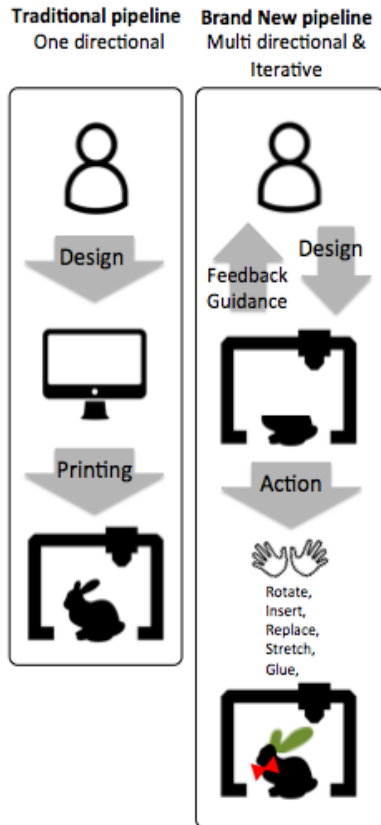 Traditional pipeline
One directional
Design
Printing
Brand New pipeline
Multi directional &
Iterative
Feedback
Guidance
Design
Action
Rotate,
Insert,
Replace,
Stretch,
Glue,